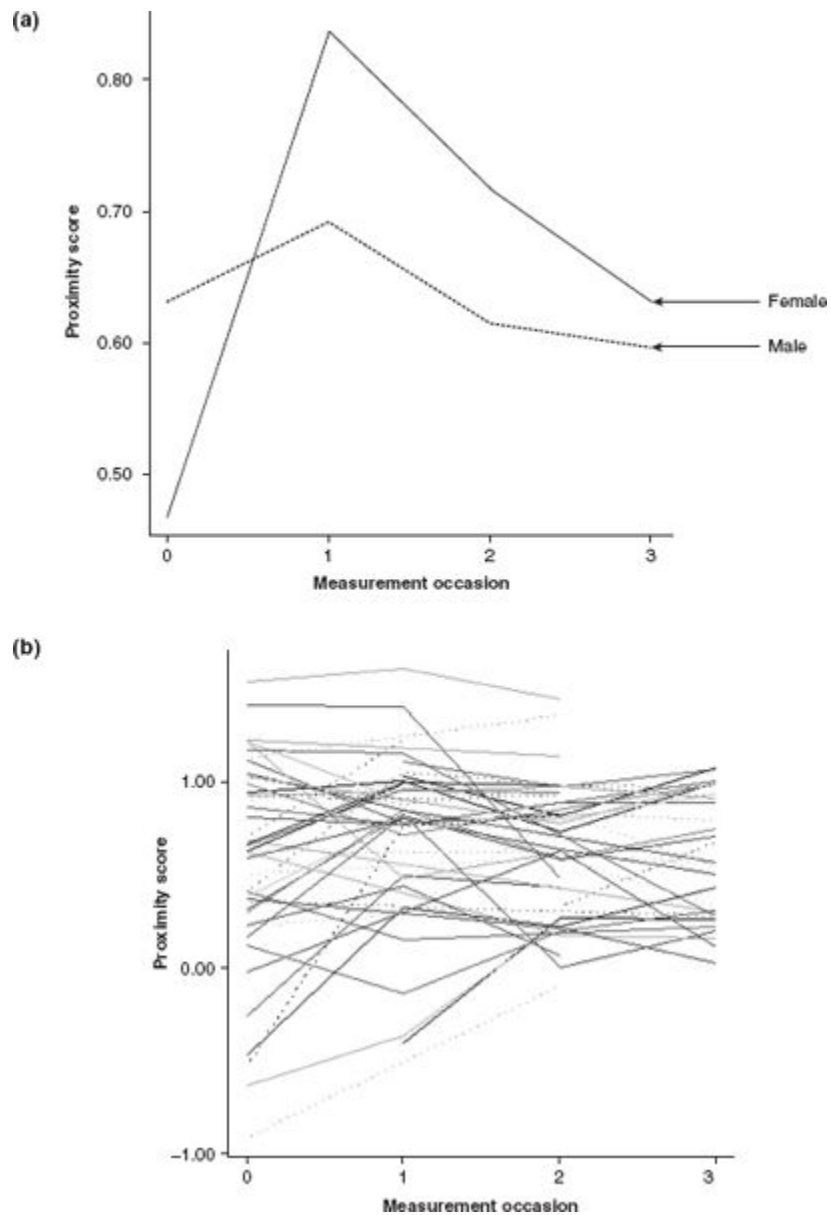 (a)
0.80
0.70
0.60
0.50
Proximity score
Female
Male
0 1 2 3
Measurement occasion
(b)
1.00
0.00
−1.00
Proximity score
0 1 2 3
Measurement occasion